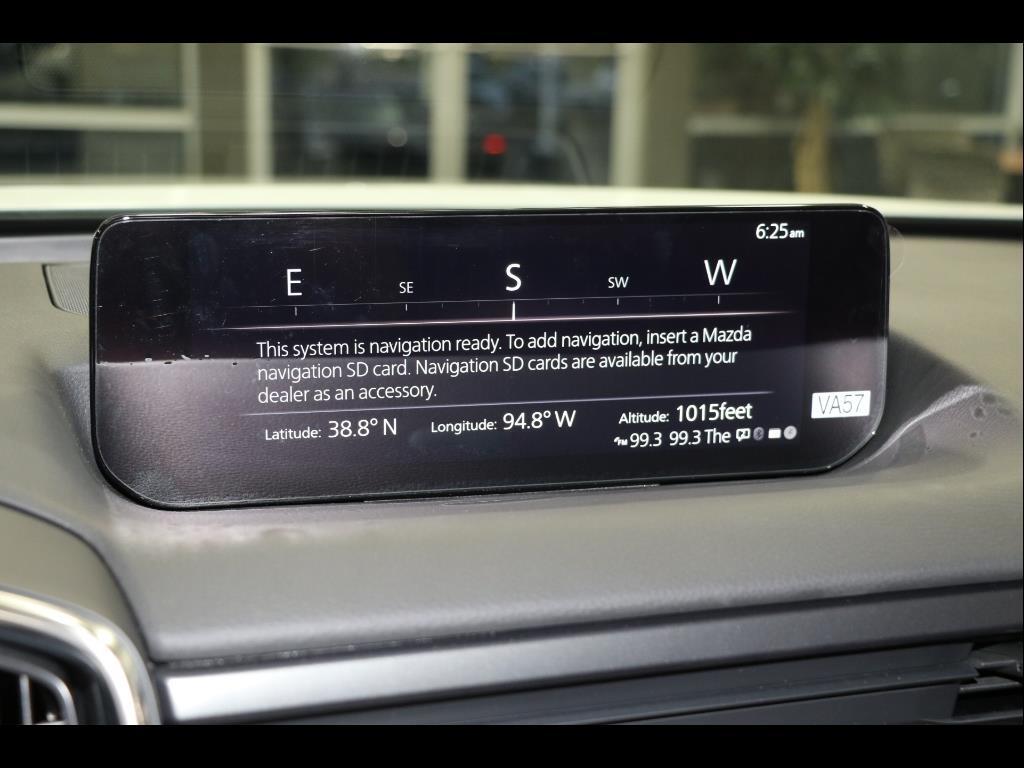 6:25am
E SE S SW W
This system is navigation ready. To add navigation, insert a Mazda
navigation SD card. Navigation SD cards are available from your
dealer as an accessory.
Latitude: 38.8° N Longitude: 94.8° W Altitude: 1015feet
FM 99.3 99.3 The
VA57